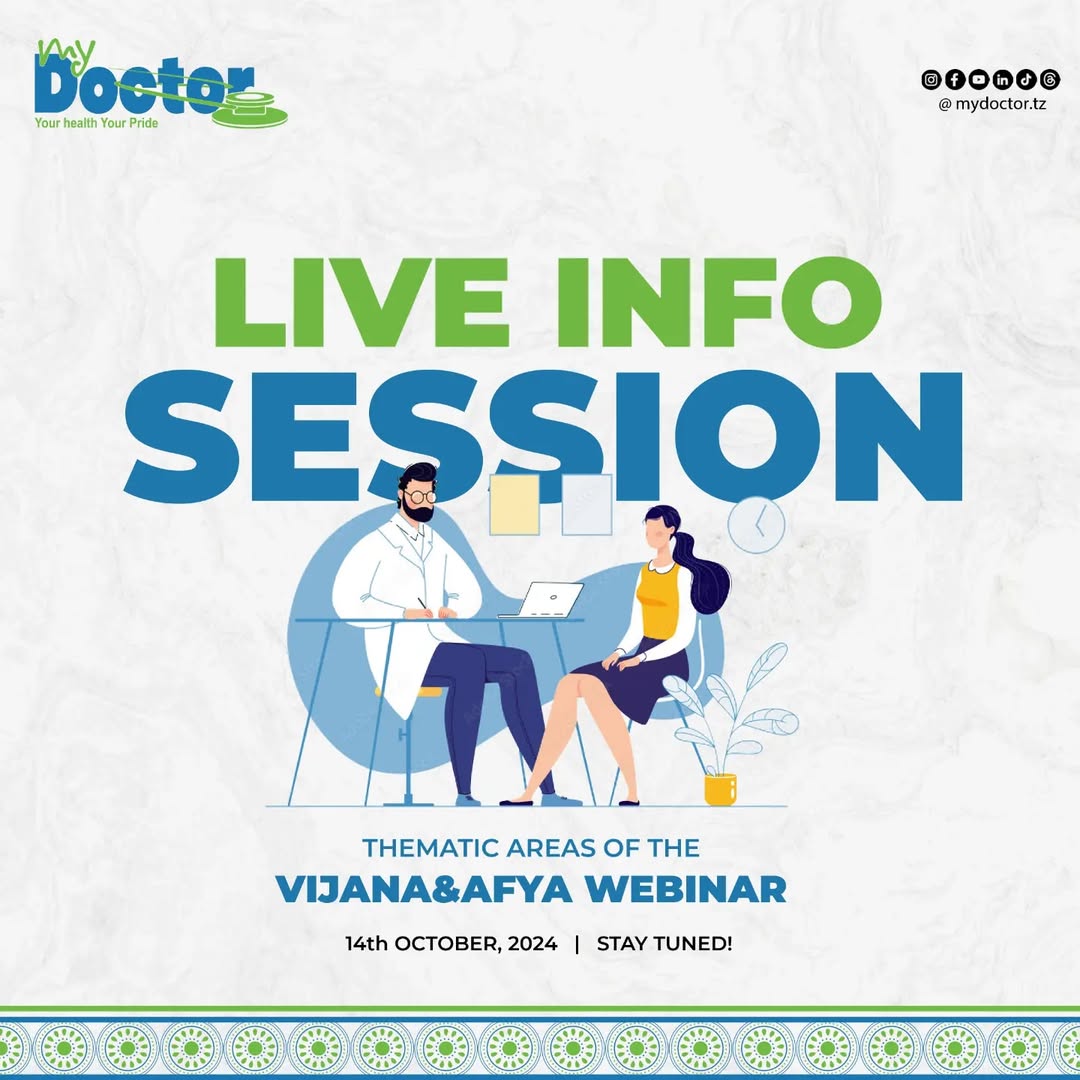 my
Doctor
Your health Your Pride
@ mydoctor.tz
LIVE INFO
SESSION
THEMATIC AREAS OF THE
VIJANA&AFYA WEBINAR
14th OCTOBER, 2024 | STAY TUNED!